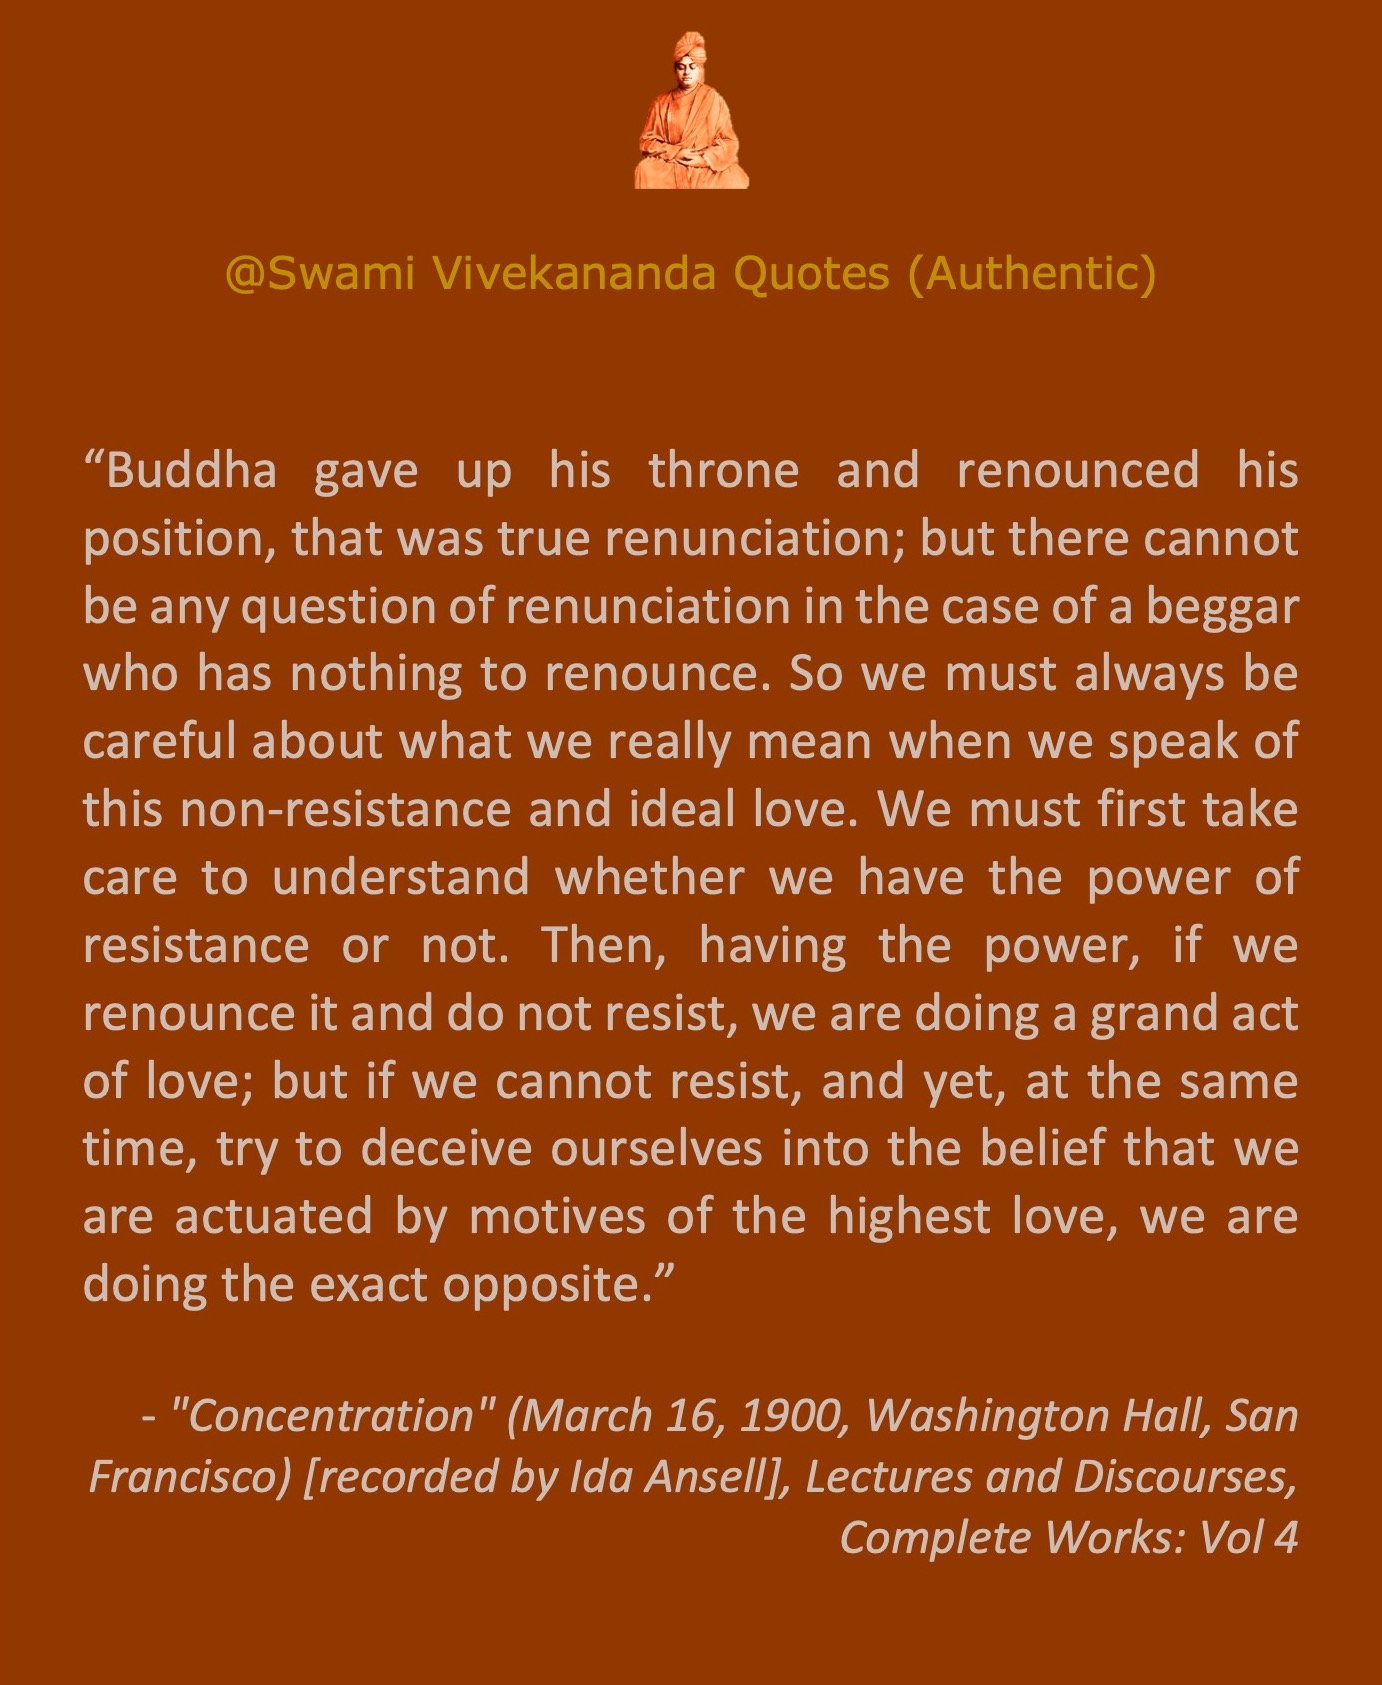 @Swami Vivekananda Quotes (Authentic)
“Buddha gave up his throne and renounced his
position, that was true renunciation; but there cannot
be any question of renunciation in the case of a beggar
who has nothing to renounce. So we must always be
careful about what we really mean when we speak of
this non-resistance and ideal love. We must first take
care to understand whether we have the power of
resistance or not. Then, having the power, if we
renounce it and do not resist, we are doing a grand act
of love; but if we cannot resist, and yet, at the same
time, try to deceive ourselves into the belief that we
are actuated by motives of the highest love, we are
doing the exact opposite.”
- "Concentration" (March 16, 1900, Washington Hall, San
Francisco) [recorded by Ida Ansell], Lectures and Discourses,
Complete Works: Vol 4